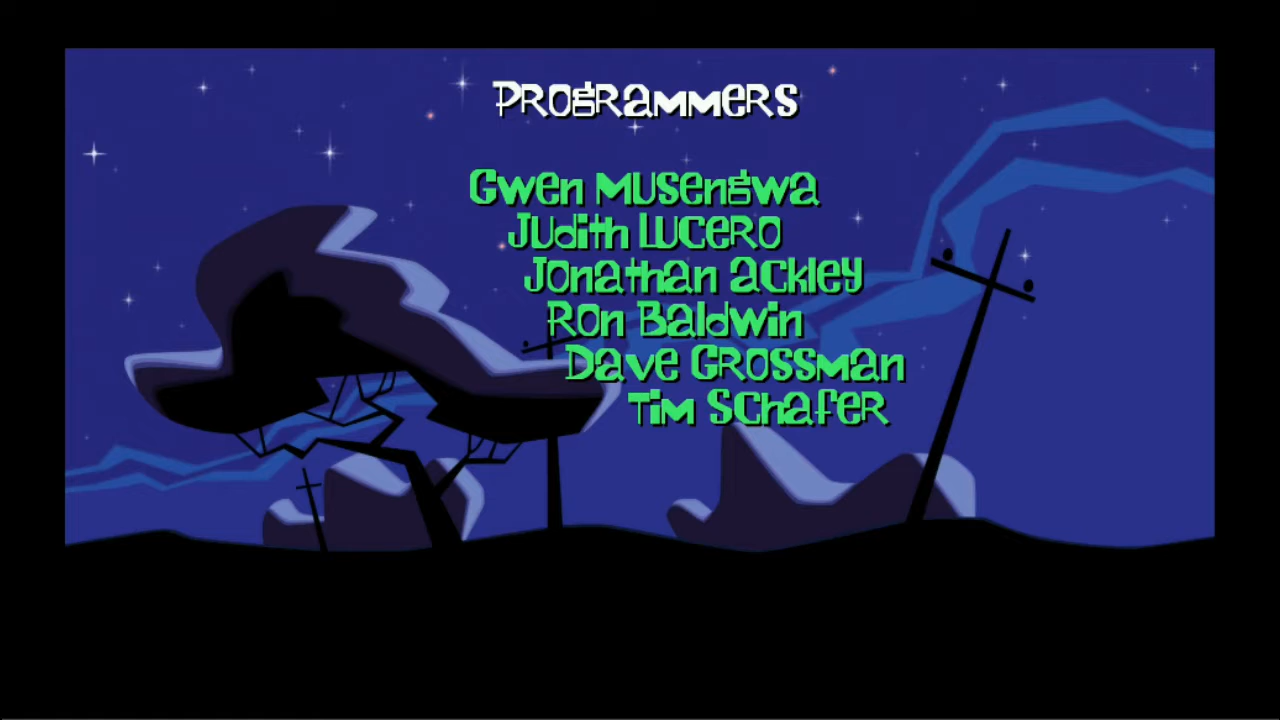 Programmers
Gwen Musengwa
Judith Lucero
Jonathan Ackley
Ron Baldwin
Dave Grossman
Tim Schafer